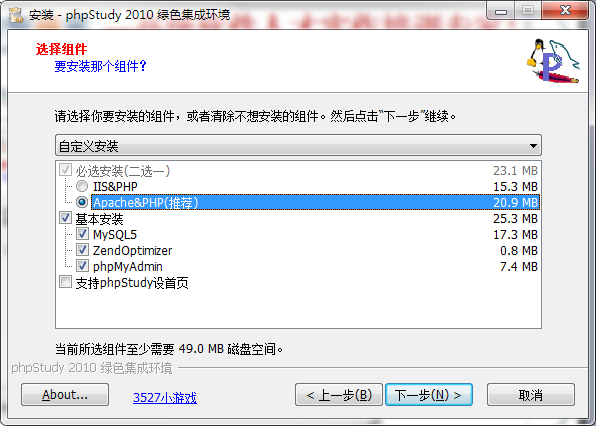 安装 - phpStudy 2010 绿色集成环境
选择组件
要安装那个组件?
请选择你要安装的组件，或者清除不想安装的组件。然后点击“下一步”继续。
自定义安装
必选安装(二选一) 23.1 MB
IIS&PHP 15.3 MB
Apache&PHP(推荐) 20.9 MB
基本安装 25.3 MB
MySQL5 17.3 MB
ZendOptimizer 0.8 MB
phpMyAdmin 7.4 MB
支持phpStudy设首页
当前所选组件至少需要 49.0 MB 磁盘空间。
phpStudy 2010 绿色集成环境
About... 3527小游戏 < 上一步(B) 下一步(N) > 取消